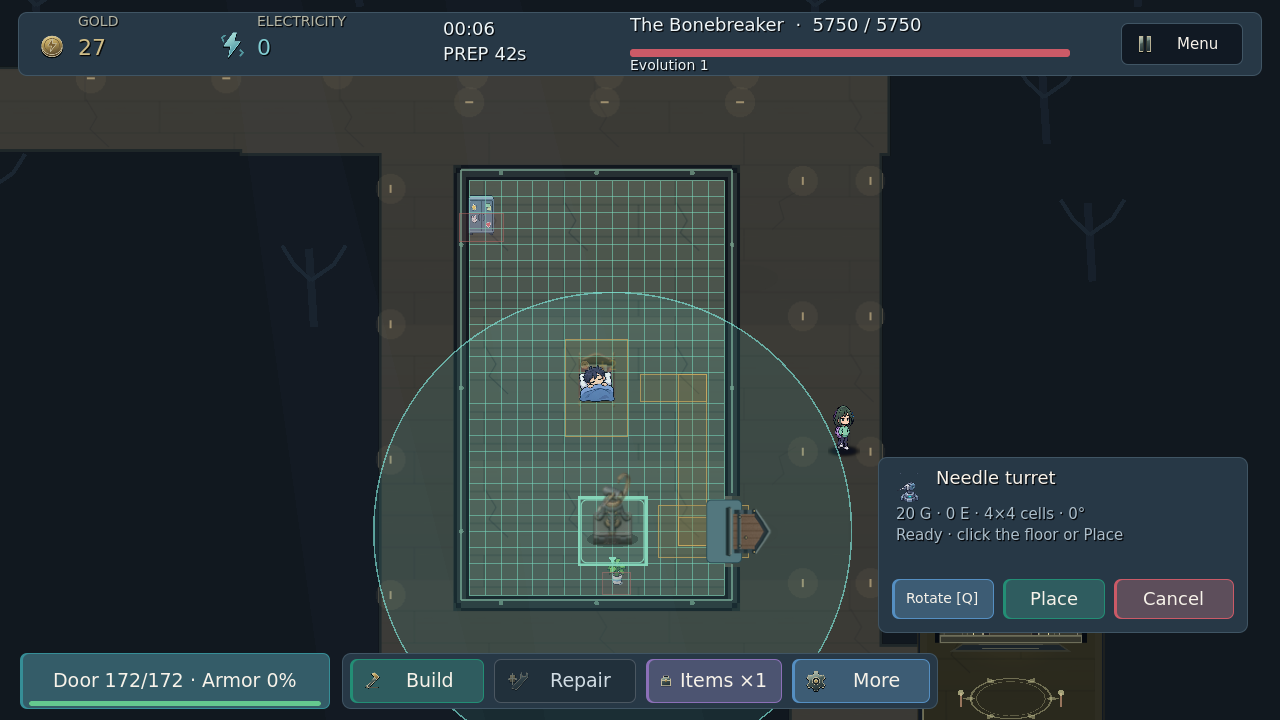 GOLD
27
ELECTRICITY
0
00:06
PREP 42s
The Bonebreaker · 5750 / 5750
Evolution 1
Menu
Needle turret
20 G · 0 E · 4×4 cells · 0°
Ready · click the floor or Place
Rotate [Q]
Place
Cancel
Door 172/172 · Armor 0%
Build
Repair
Items ×1
More